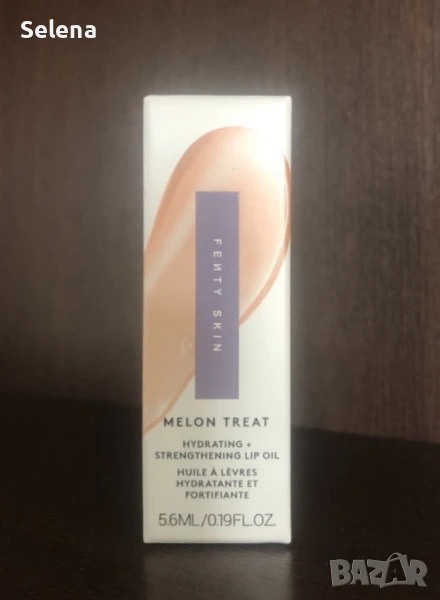 Selena
FEИTY SKIN
MELON TREAT
HYDRATING +
STRENGTHENING LIP OIL
HUILE À LÈVRES
HYDRATANTE ET
FORTIFIANTE
5.6ML/0.19FL.OZ.
BAZAR